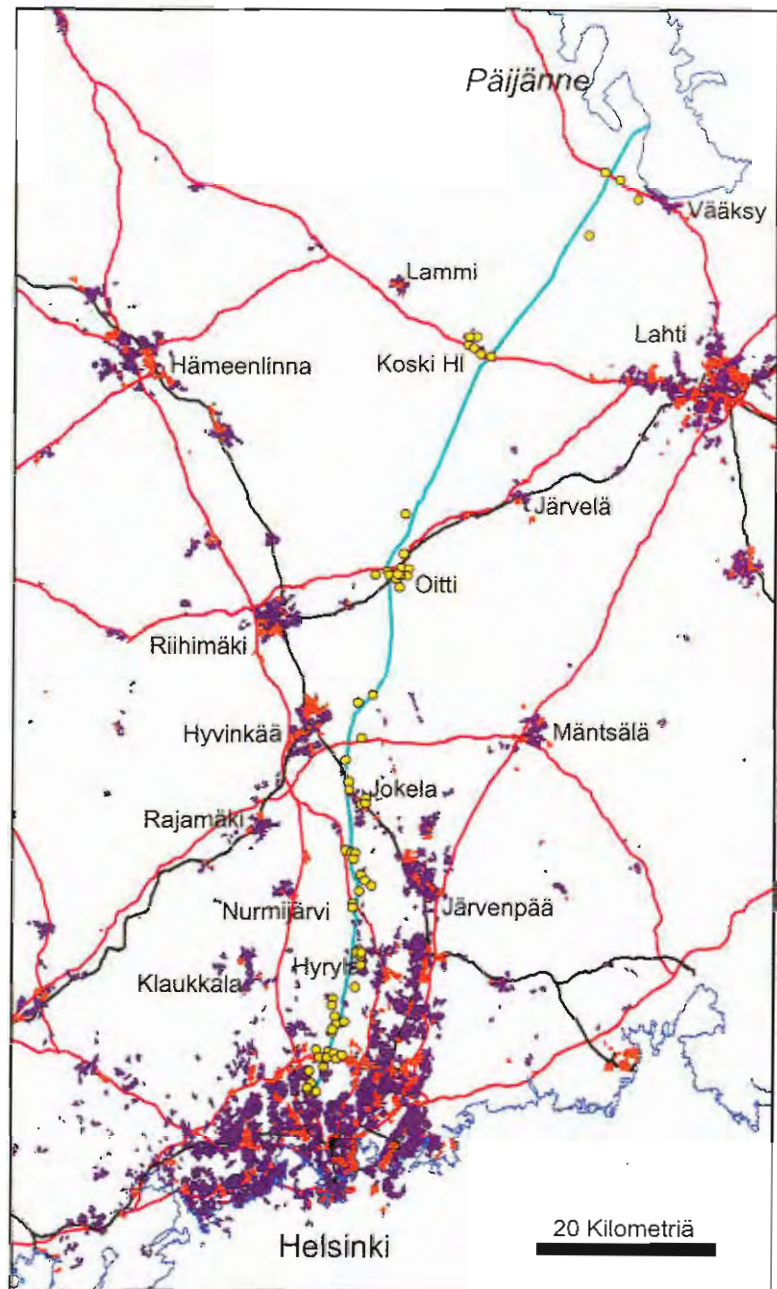 Päijänne
Vääksy
Lammi
Lahti
Koski Hl
Hämeenlinna
Järvelä
Oitti
Riihimäki
Hyvinkää
Mäntsälä
Jokela
Rajamäki
Nurmijärvi
Järvenpää
Hyrylä
Klaukkala
20 Kilometriä
Helsinki